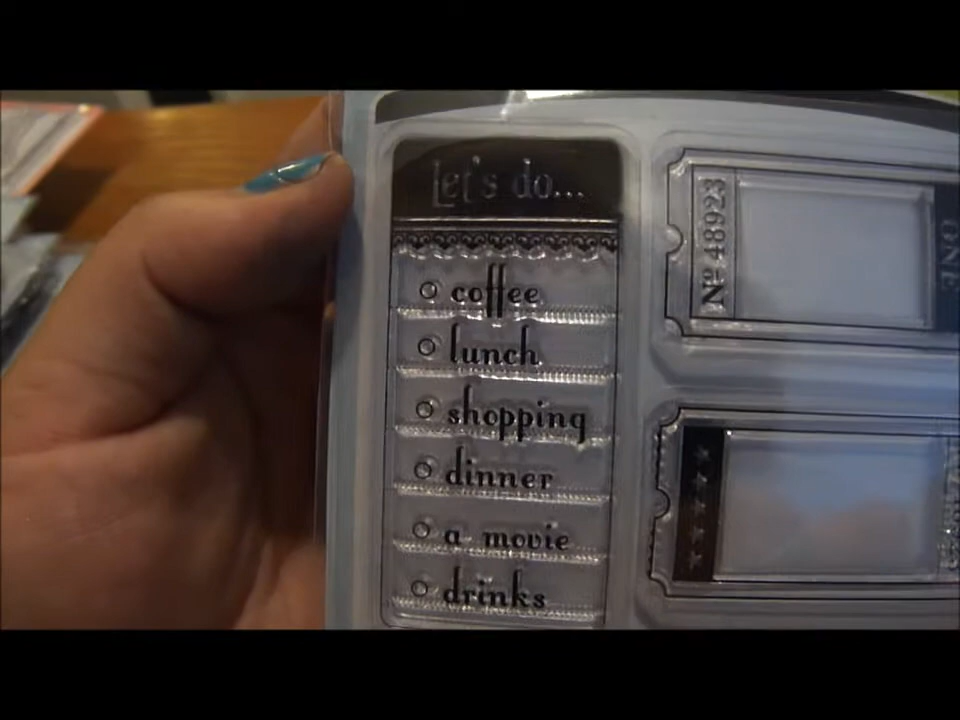 Let's do...
coffee
lunch
shopping
dinner
a movie
drinks
Nº 48923
ONE